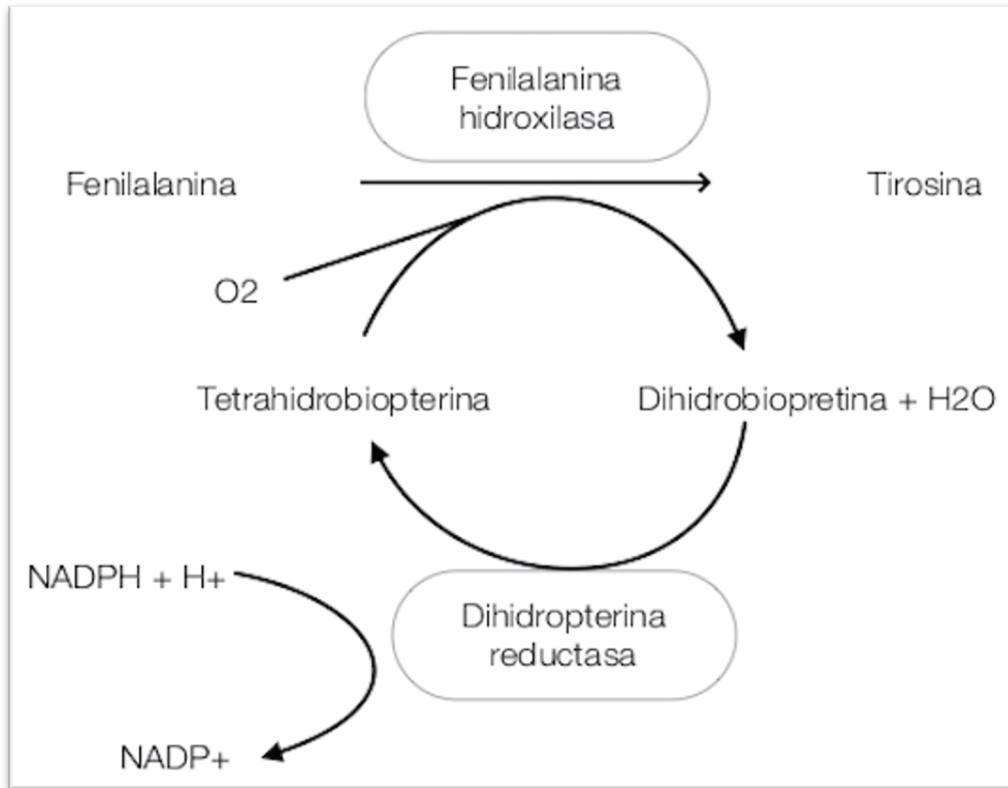 Fenilalanina
hidroxilasa
Fenilalanina
Tirosina
O2
Tetrahidrobiopterina
Dihidrobiopretina + H2O
NADPH + H+
Dihidropterina
reductasa
NADP+